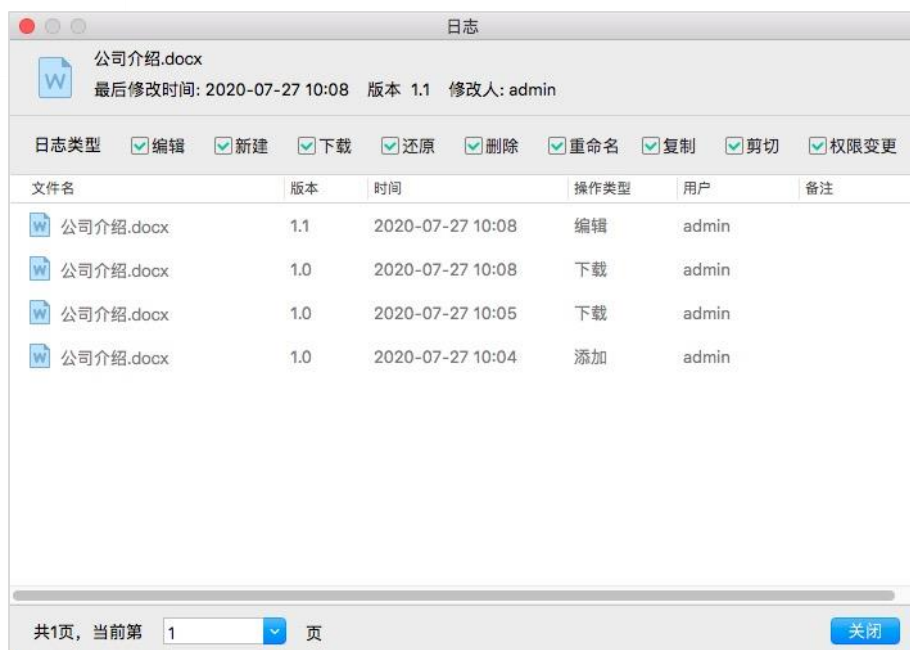 日志
公司介绍.docx
最后修改时间: 2020-07-27 10:08 版本 1.1 修改人: admin
日志类型 编辑 新建 下载 还原 删除 重命名 复制 剪切 权限变更
文件名 版本 时间 操作类型 用户 备注
W 公司介绍.docx 1.1 2020-07-27 10:08 编辑 admin
W 公司介绍.docx 1.0 2020-07-27 10:08 下载 admin
W 公司介绍.docx 1.0 2020-07-27 10:05 下载 admin
W 公司介绍.docx 1.0 2020-07-27 10:04 添加 admin
共1页，当前第 1 页 关闭